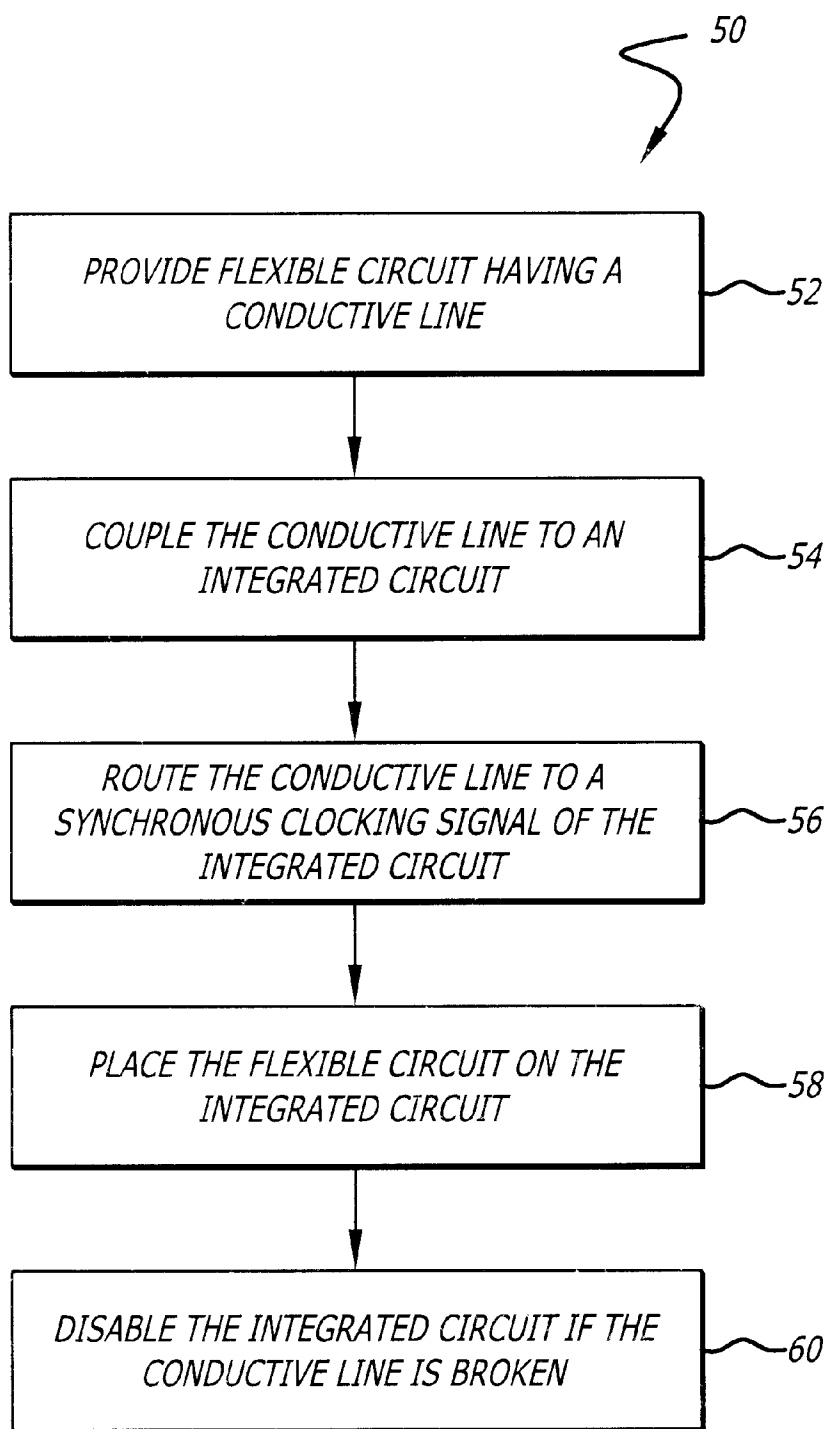 50
PROVIDE FLEXIBLE CIRCUIT HAVING A
CONDUCTIVE LINE
52
COUPLE THE CONDUCTIVE LINE TO AN
INTEGRATED CIRCUIT
54
ROUTE THE CONDUCTIVE LINE TO A
SYNCHRONOUS CLOCKING SIGNAL OF THE
INTEGRATED CIRCUIT
56
PLACE THE FLEXIBLE CIRCUIT ON THE
INTEGRATED CIRCUIT
58
DISABLE THE INTEGRATED CIRCUIT IF THE
CONDUCTIVE LINE IS BROKEN
60